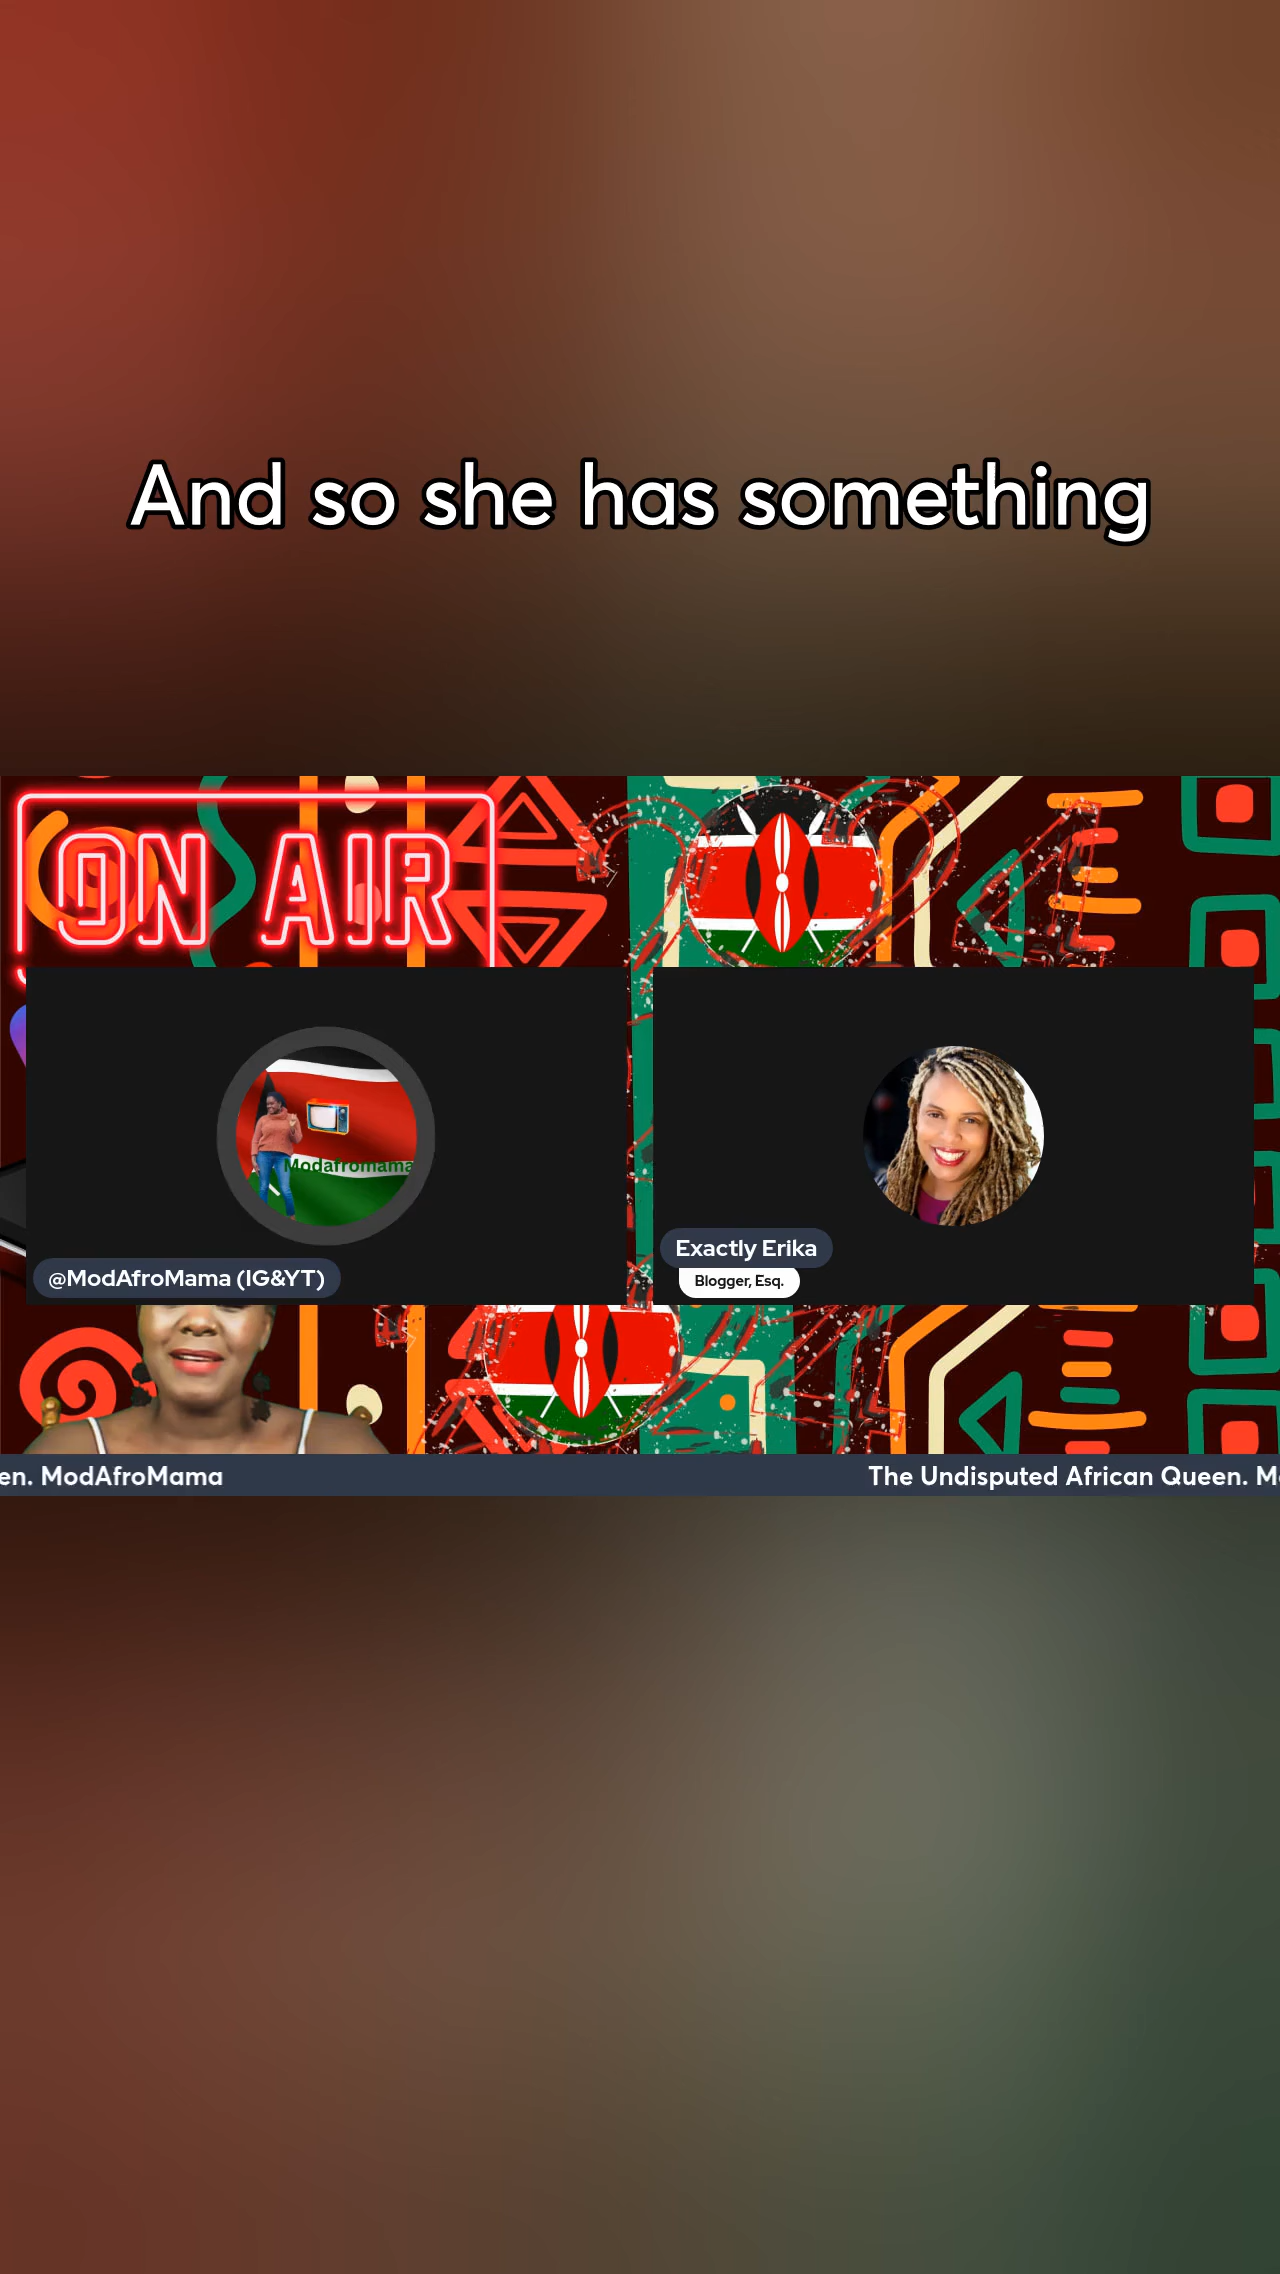 And so she has something
ON AIR
Modafromama
@ModAfroMama (IG&YT)
Exactly Erika
Blogger, Esq.
en. ModAfroMama
The Undisputed African Queen. Mo